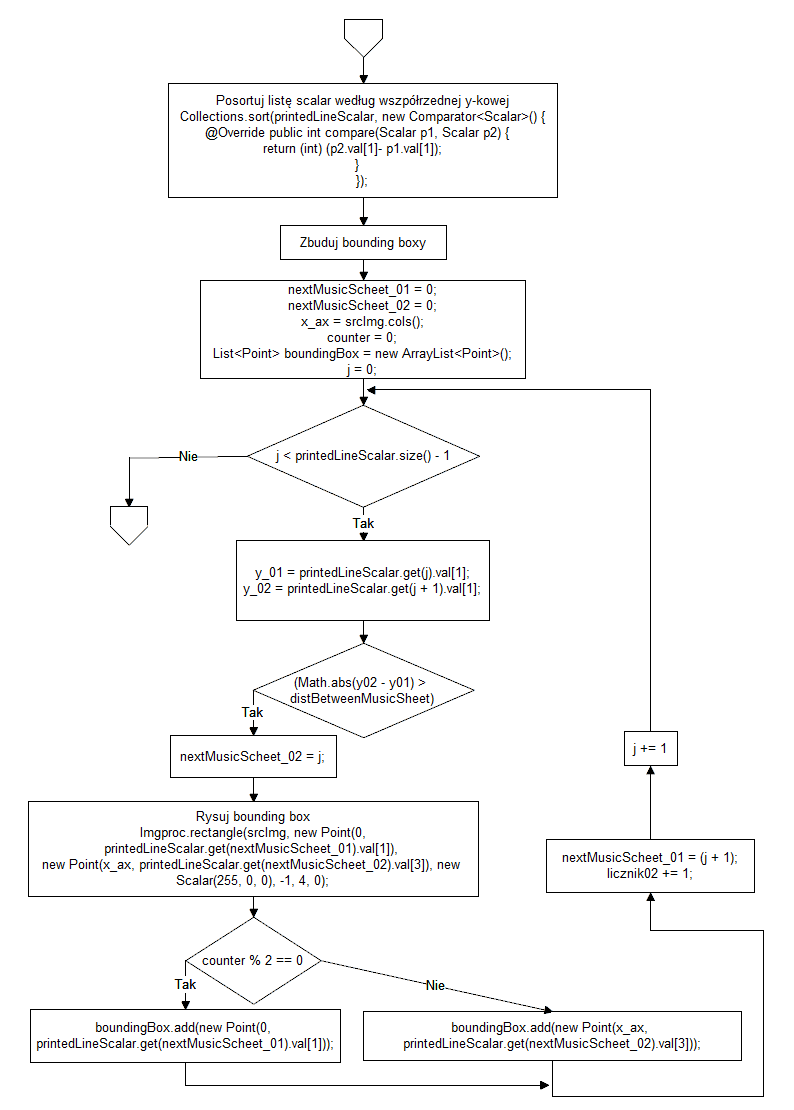 Posortuj listę scalar według wszpółrzednej y-kowej
Collections.sort(printedLineScalar, new Comparator<Scalar>() {
@Override public int compare(Scalar p1, Scalar p2) {
return (int) (p2.val[1]- p1.val[1]);
}
});
Zbuduj bounding boxy
nextMusicScheet_01 = 0;
nextMusicScheet_02 = 0;
x_ax = srcImg.cols();
counter = 0;
List<Point> boundingBox = new ArrayList<Point>();
j = 0;
j < printedLineScalar.size() - 1
Nie
Tak
y_01 = printedLineScalar.get(j).val[1];
y_02 = printedLineScalar.get(j + 1).val[1];
(Math.abs(y02 - y01) >
distBetweenMusicSheet)
Tak
nextMusicScheet_02 = j;
j += 1
Rysuj bounding box
Imgproc.rectangle(srcImg, new Point(0,
printedLineScalar.get(nextMusicScheet_01).val[1]),
new Point(x_ax, printedLineScalar.get(nextMusicScheet_02).val[3]), new
Scalar(255, 0, 0), -1, 4, 0);
nextMusicScheet_01 = (j + 1);
licznik02 += 1;
counter % 2 == 0
Tak
Nie
boundingBox.add(new Point(0,
printedLineScalar.get(nextMusicScheet_01).val[1]));
boundingBox.add(new Point(x_ax,
printedLineScalar.get(nextMusicScheet_02).val[3]));